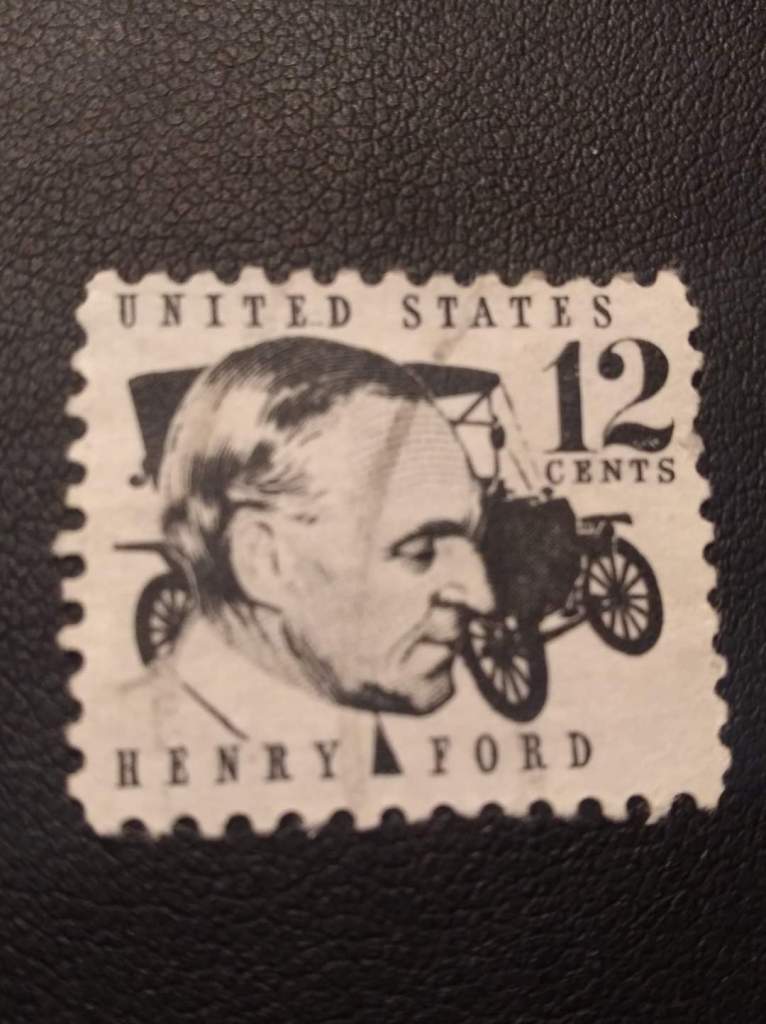 UNITED STATES
12
CENTS
HENRY FORD